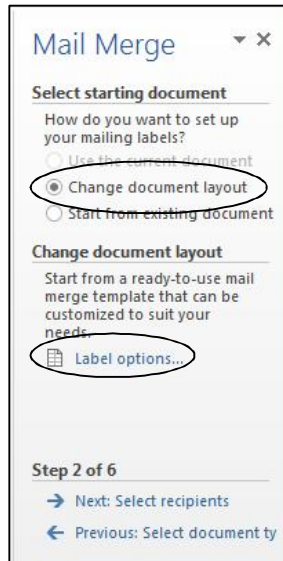 Mail Merge
Select starting document
How do you want to set up
your mailing labels?
Use the current document
Change document layout
Start from existing document
Change document layout
Start from a ready-to-use mail
merge template that can be
customized to suit your
needs.
Label options...
Step 2 of 6
Next: Select recipients
Previous: Select document ty